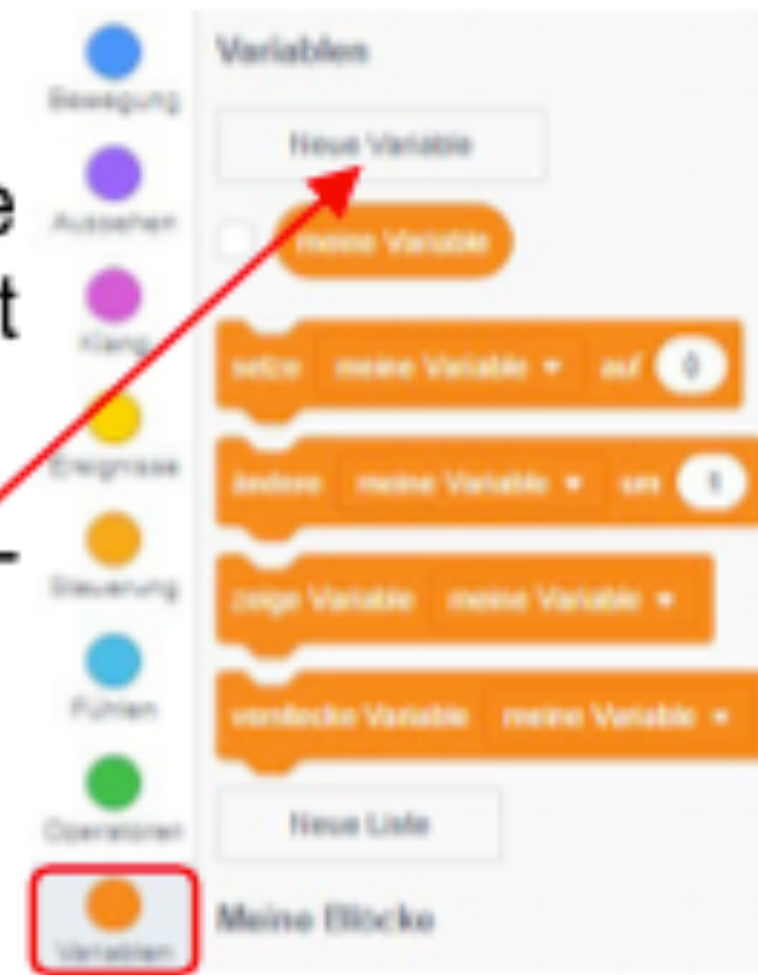 Bewegung
Aussehen
Klang
Ereignisse
Steuerung
Fühlen
Operatoren
Variablen
e
t
-
Variablen
Neue Variable
meine Variable
setze meine Variable auf 0
ändere meine Variable um 1
zeige Variable meine Variable
verstecke Variable meine Variable
Neue Liste
Meine Blöcke